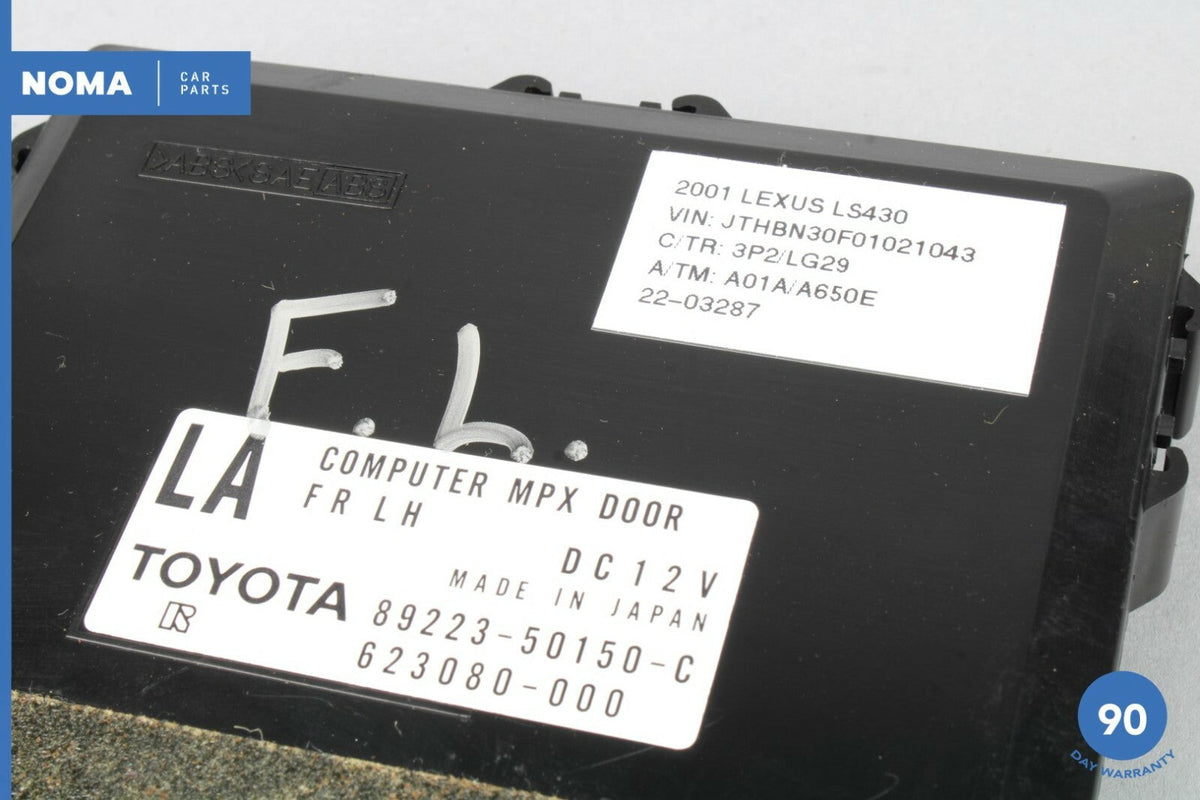 NOMA
CAR
PARTS
>ABS<SAE ABS
2001 LEXUS LS430
VIN: JTHBN30F01021043
C/TR: 3P2/LG29
A/TM: A01A/A650E
22-03287
F. L.
LA
COMPUTER MPX DOOR
FR LH
DC12V
MADE IN JAPAN
TOYOTA
89223-50150-C
R
623080-000
90
DAY WARRANTY